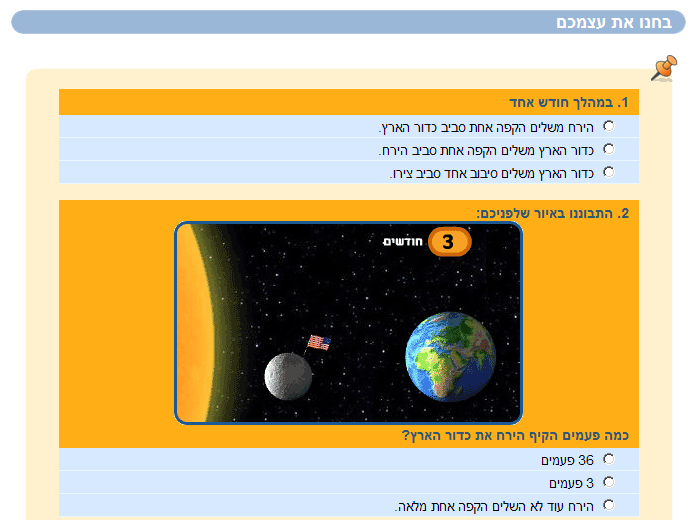 בחנו את עצמכם
1. במהלך חודש אחד
הירח משלים הקפה אחת סביב כדור הארץ.
כדור הארץ משלים הקפה אחת סביב הירח.
כדור הארץ משלים סיבוב אחד סביב צירו.
2. התבוננו באיור שלפניכם:
3 חודשים
כמה פעמים הקיף הירח את כדור הארץ?
36 פעמים
3 פעמים
הירח עוד לא השלים הקפה אחת מלאה.